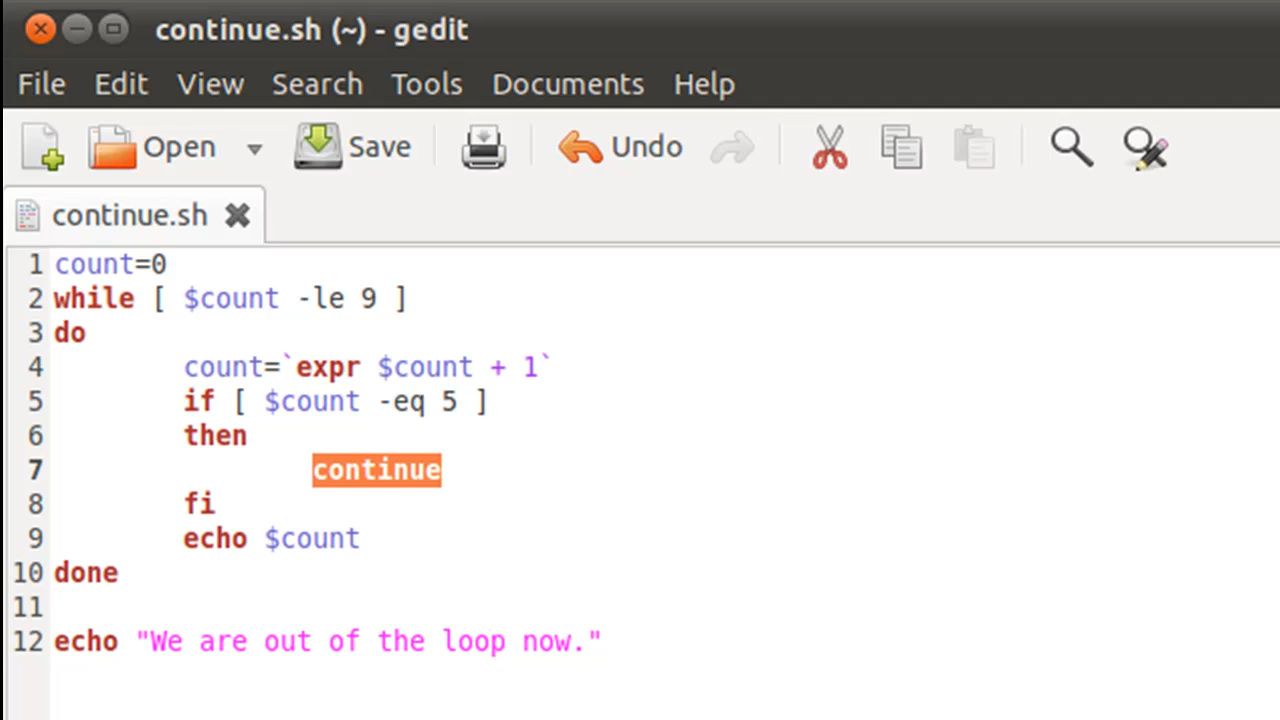 continue.sh (~) - gedit
File Edit View Search Tools Documents Help
Open Save Undo
continue.sh
1 count=0
2 while [ $count -le 9 ]
3 do
4 count=`expr $count + 1`
5 if [ $count -eq 5 ]
6 then
7 continue
8 fi
9 echo $count
10 done
11
12 echo "We are out of the loop now."